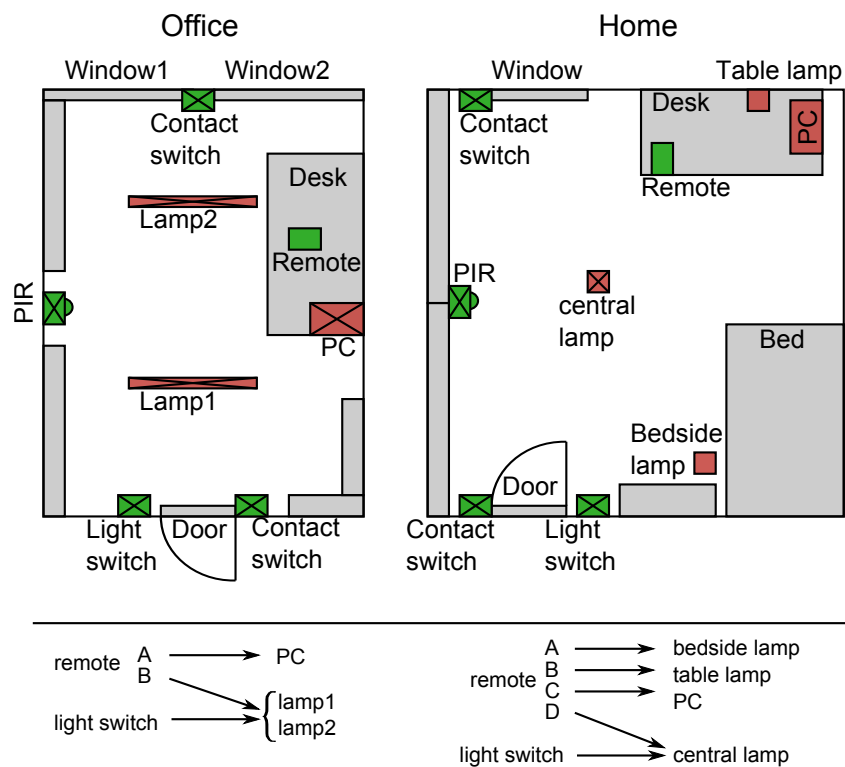 Office
Window1
Window2
Contact
switch
Desk
Lamp2
Remote
PIR
PC
Lamp1
Light
switch
Door
Contact
switch
Home
Window
Table lamp
Contact
switch
Desk
PC
Remote
PIR
central
lamp
Bed
Bedside
lamp
Door
Contact
switch
Light
switch
remote
A
B
PC
light switch
lamp1
lamp2
remote
A
B
C
D
bedside lamp
table lamp
PC
light switch
central lamp